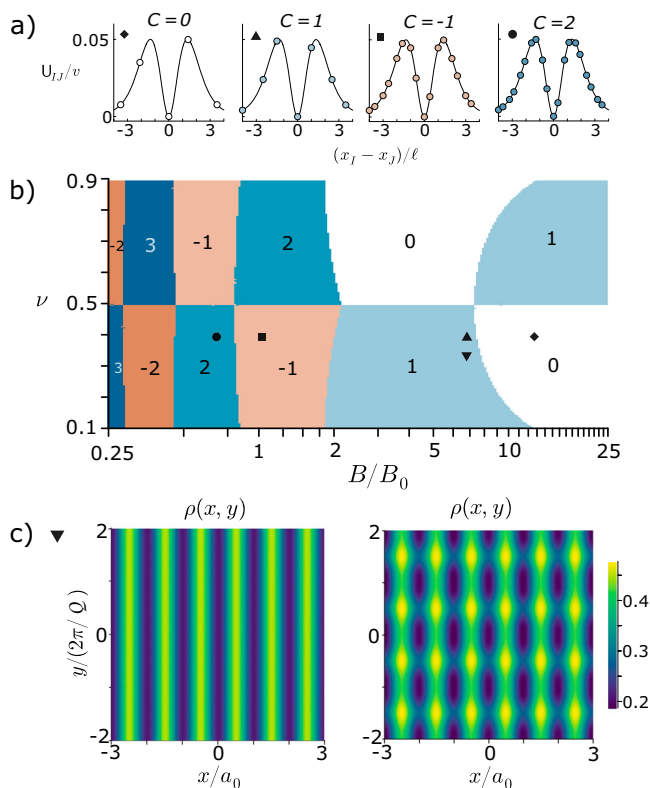 a)
C = 0
C = 1
C = -1
C = 2
U_{IJ}/v
0.05
0
-3 0 3
-3 0 3
-3 0 3
-3 0 3
(x_I − x_J)/ℓ
b)
0.9
-2 3 -1 2 0 1
ν
0.5
3 -2 2 -1 1 0
0.1
0.25 1 2 5 10 25
B/B_0
c)
ρ(x, y)
ρ(x, y)
y/(2π/Q)
2
0
-2
2
1
0
-1
-2
0.4
0.3
0.2
-3 0 3
-3 0 3
x/a_0
x/a_0